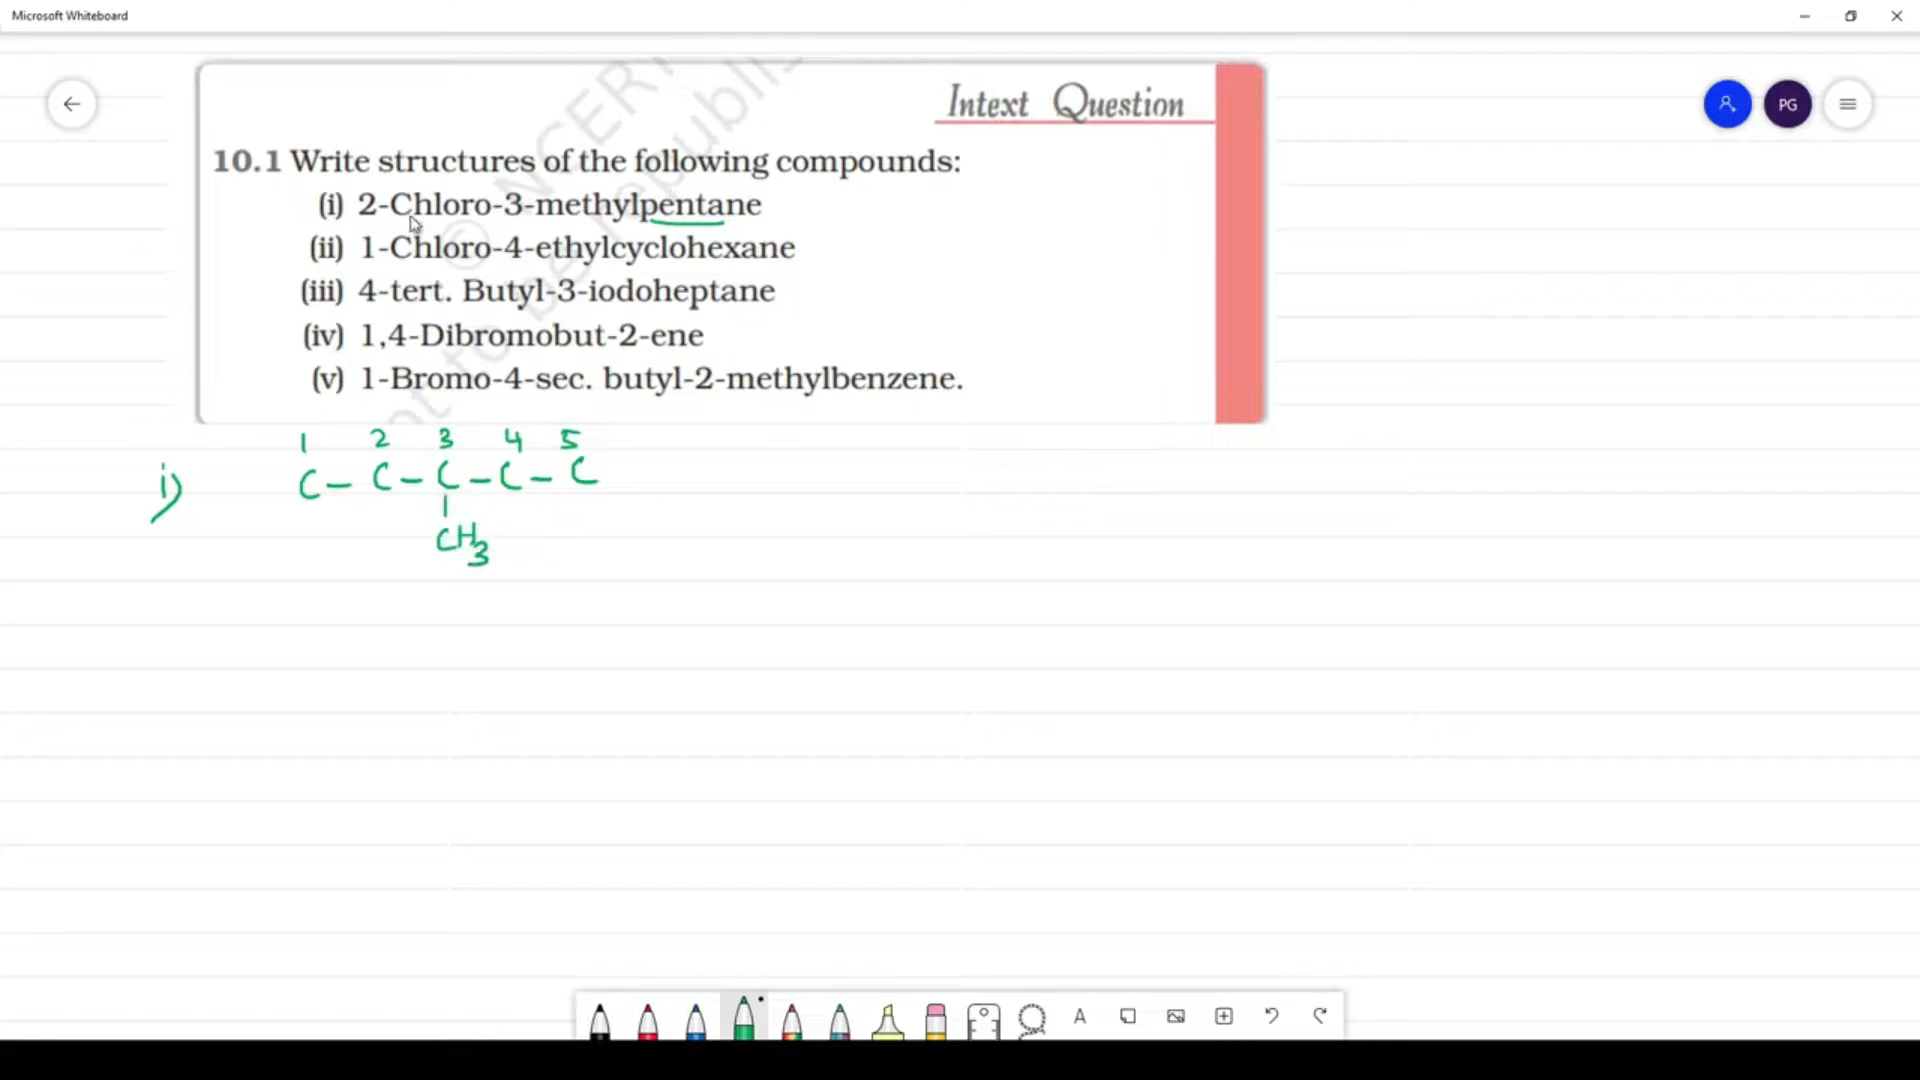 Microsoft Whiteboard
Intext Question
PG
10.1 Write structures of the following compounds:
(i) 2-Chloro-3-methylpentane
(ii) 1-Chloro-4-ethylcyclohexane
(iii) 4-tert. Butyl-3-iodoheptane
(iv) 1,4-Dibromobut-2-ene
(v) 1-Bromo-4-sec. butyl-2-methylbenzene.
1 2 3 4 5
i) C - C - C - C - C
CH3
A